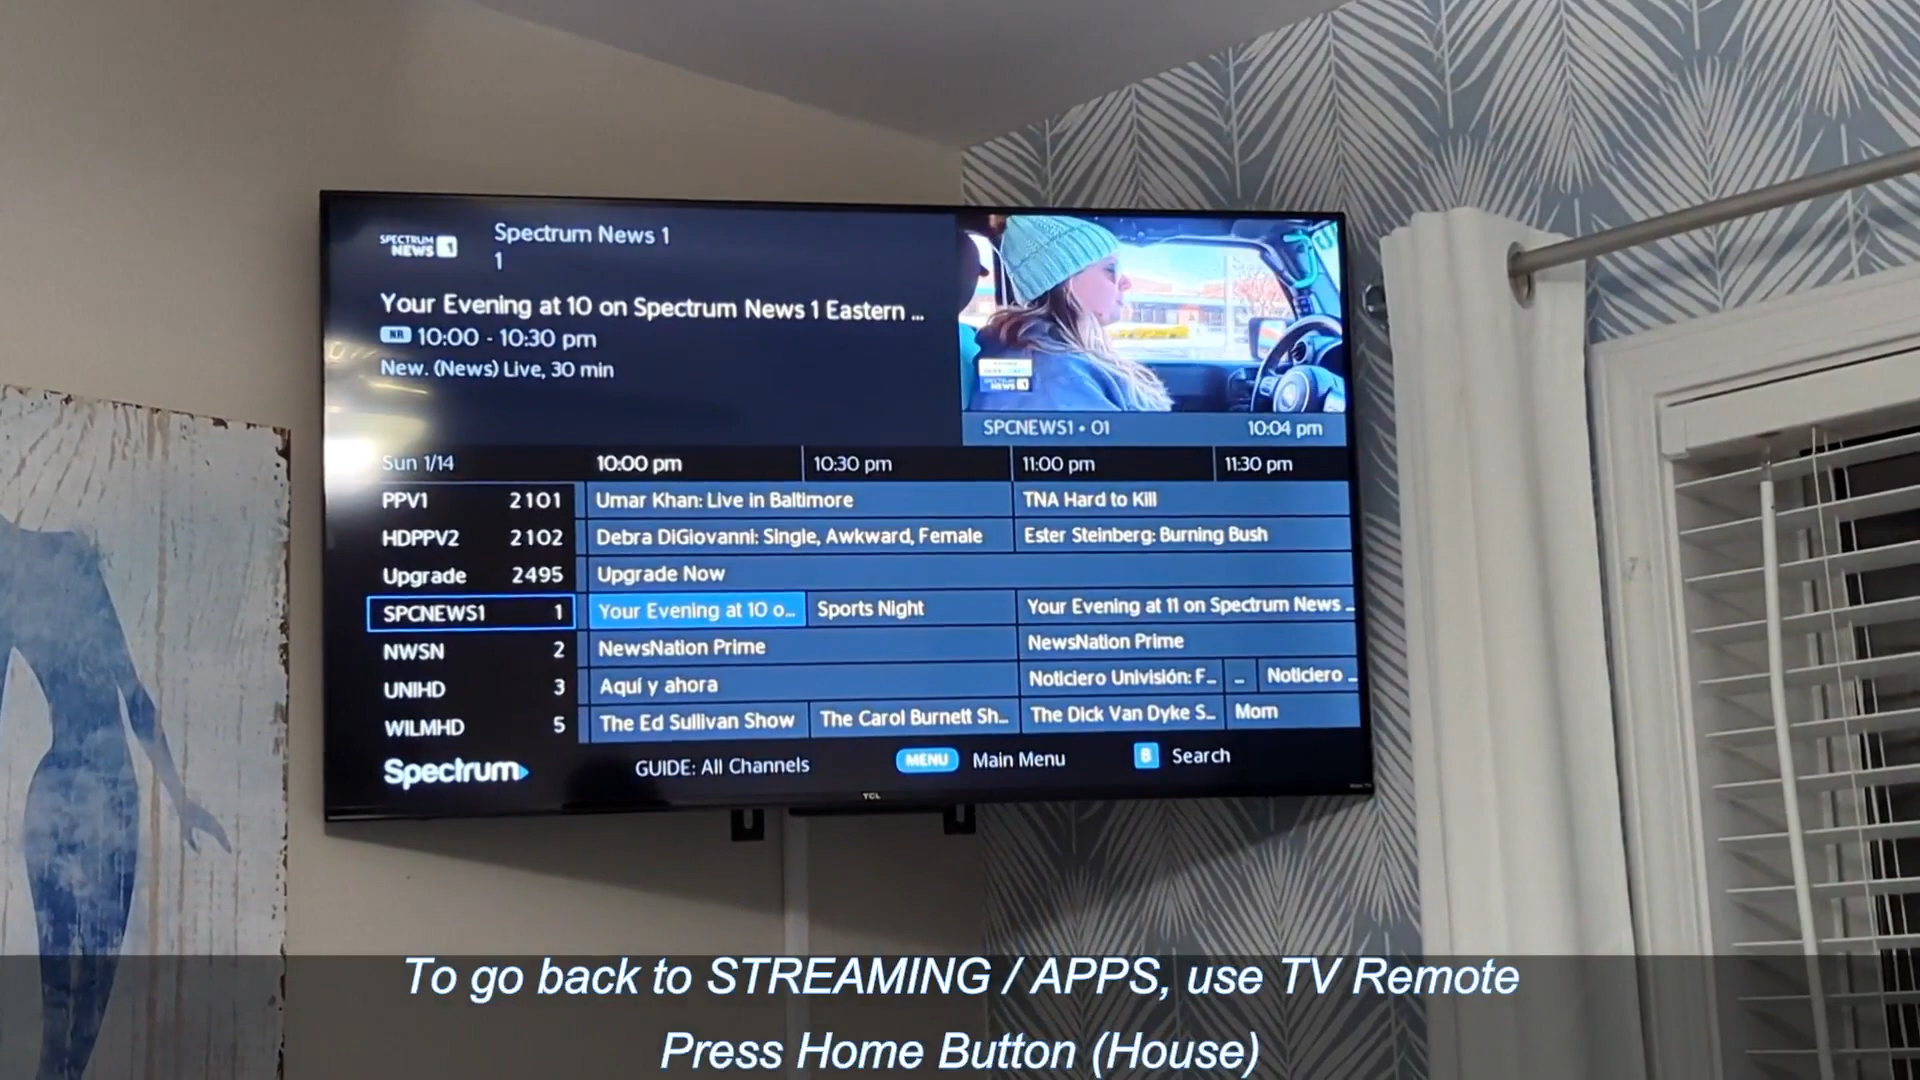 SPECTRUM
NEWS 1
Spectrum News 1
1
Your Evening at 10 on Spectrum News 1 Eastern ...
NR 10:00 - 10:30 pm
New. (News) Live, 30 min
SPECTRUM
NEWS 1
SPCNEWS1 • 01 10:04 pm
Sun 1/14 10:00 pm 10:30 pm 11:00 pm 11:30 pm
PPV1 2101 Umar Khan: Live in Baltimore TNA Hard to Kill
HDPPV2 2102 Debra DiGiovanni: Single, Awkward, Female Ester Steinberg: Burning Bush
Upgrade 2495 Upgrade Now
SPCNEWS1 1 Your Evening at 10 o... Sports Night Your Evening at 11 on Spectrum News ...
NWSN 2 NewsNation Prime NewsNation Prime
UNIHD 3 Aquí y ahora Noticiero Univisión: F... ... Noticiero ...
WILMHD 5 The Ed Sullivan Show The Carol Burnett Sh... The Dick Van Dyke S... Mom
Spectrum GUIDE: All Channels MENU Main Menu B Search
TCL
To go back to STREAMING / APPS, use TV Remote
Press Home Button (House)